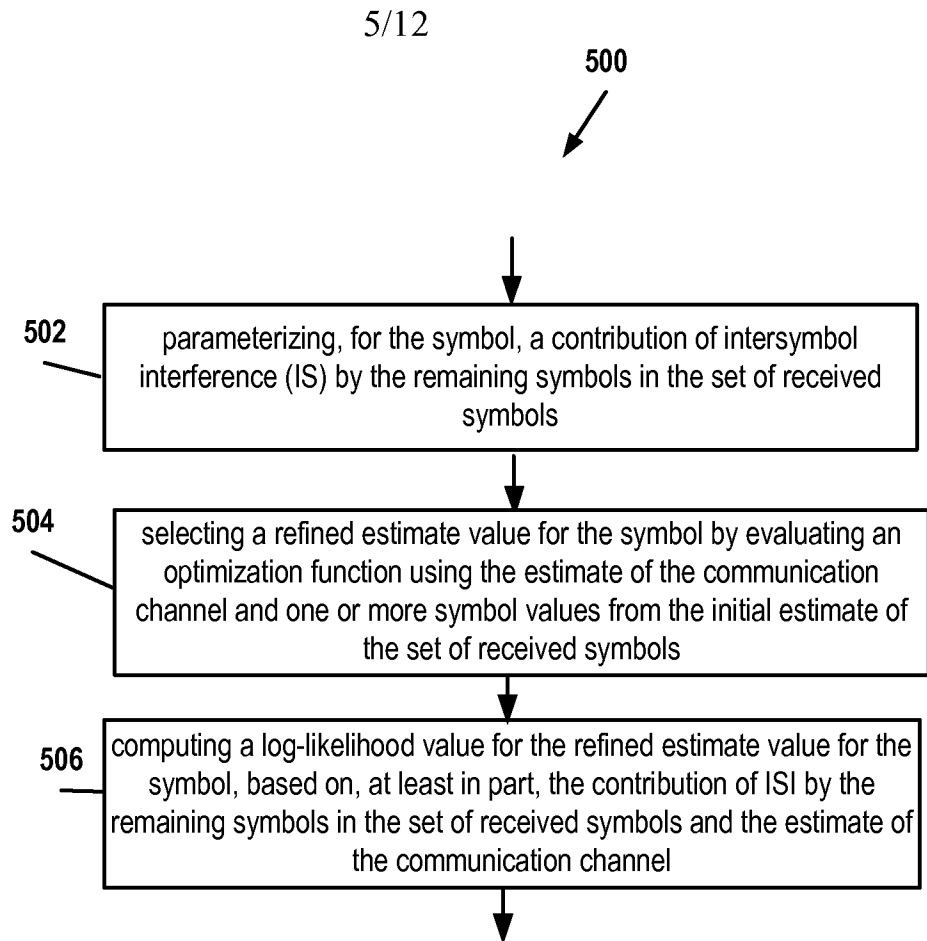 5/12
500
502
parameterizing, for the symbol, a contribution of intersymbol
interference (IS) by the remaining symbols in the set of received
symbols
504
selecting a refined estimate value for the symbol by evaluating an
optimization function using the estimate of the communication
channel and one or more symbol values from the initial estimate of
the set of received symbols
506
computing a log-likelihood value for the refined estimate value for the
symbol, based on, at least in part, the contribution of ISI by the
remaining symbols in the set of received symbols and the estimate of
the communication channel